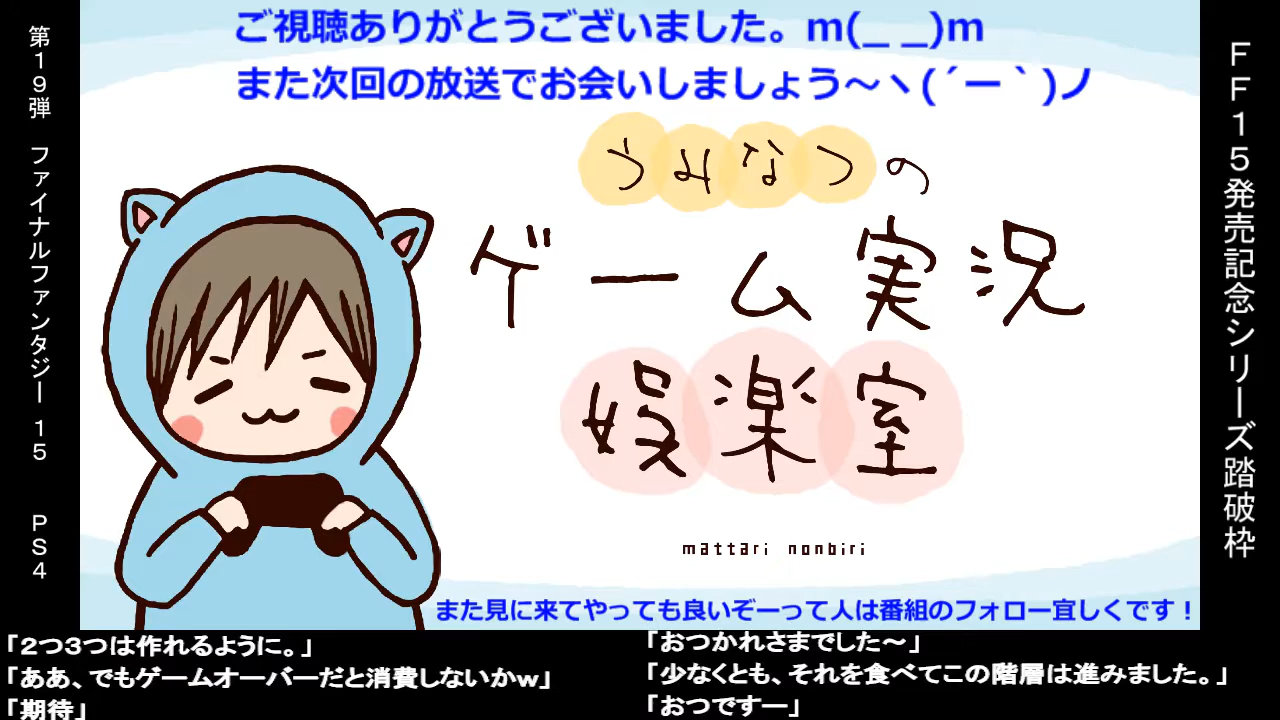 ご視聴ありがとうございました。m(_ _)m
また次回の放送でお会いしましょう～ヽ(´ー｀)ノ
第19弾 ファイナルファンタジー 15 PS4
うみなつの
ゲーム実況
娯楽室
mattari nonbiri
FF15発売記念シリーズ踏破枠
また見に来てやっても良いぞーって人は番組のフォロー宜しくです！
「2つ3つは作れるように。」
「ああ、でもゲームオーバーだと消費しないかw」
「期待」
「おつかれさまでした～」
「少なくとも、それを食べてこの階層は進みました。」
「おつですー」